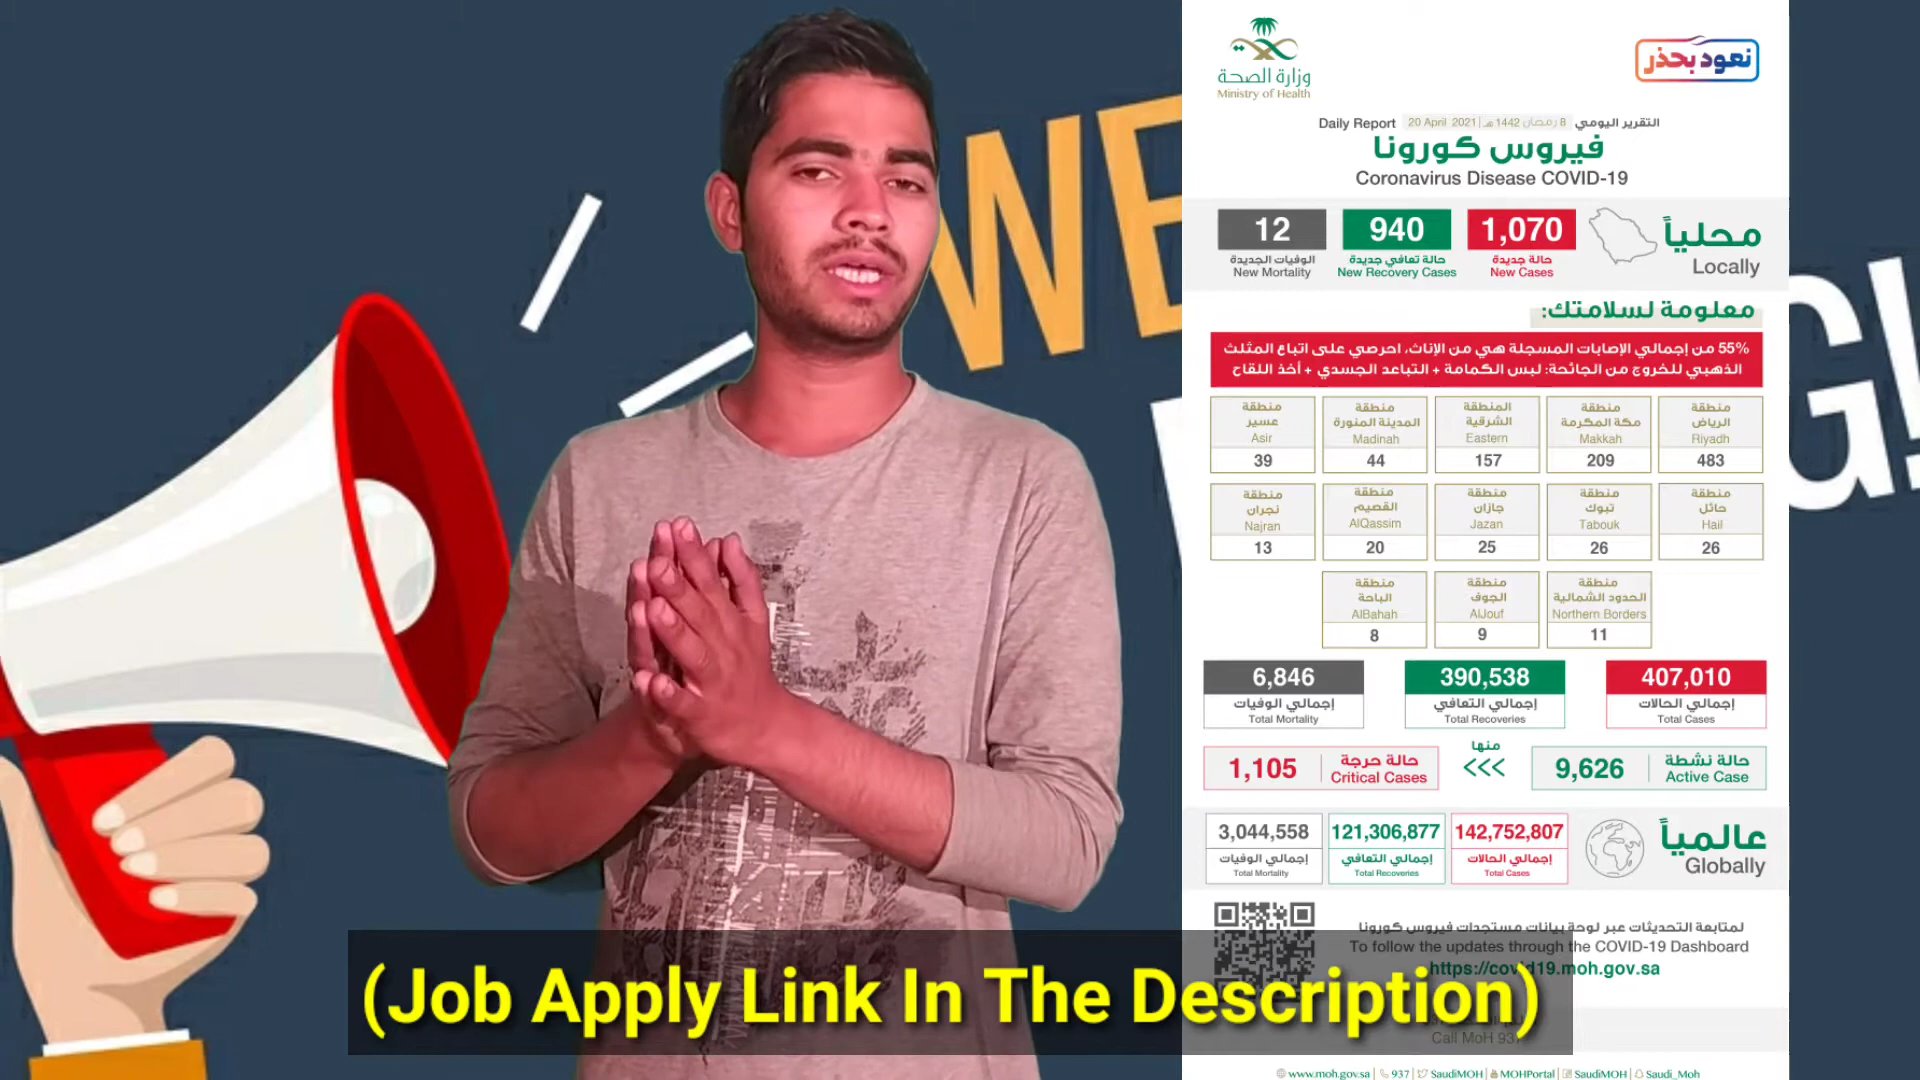 WE
G!
وزارة الصحة
Ministry of Health
نعود بحذر
Daily Report 20 April 2021 | 8 رمضان 1442 هـ التقرير اليومي
فيروس كورونا
Coronavirus Disease COVID-19
محلياً
Locally
1,070
حالة جديدة
New Cases
940
حالة تعافي جديدة
New Recovery Cases
12
الوفيات الجديدة
New Mortality
معلومة لسلامتك:
55% من إجمالي الإصابات المسجلة هي من الإناث، احرصي على اتباع المثلث
الذهبي للخروج من الجائحة: لبس الكمامة + التباعد الجسدي + أخذ اللقاح
منطقة
الرياض
Riyadh
483
منطقة
مكة المكرمة
Makkah
209
المنطقة
الشرقية
Eastern
157
منطقة
المدينة المنورة
Madinah
44
منطقة
عسير
Asir
39
منطقة
حائل
Hail
26
منطقة
تبوك
Tabouk
26
منطقة
جازان
Jazan
25
منطقة
القصيم
AlQassim
20
منطقة
نجران
Najran
13
منطقة
الحدود الشمالية
Northern Borders
11
منطقة
الجوف
AlJouf
9
منطقة
الباحة
AlBahah
8
407,010
إجمالي الحالات
Total Cases
390,538
إجمالي التعافي
Total Recoveries
6,846
إجمالي الوفيات
Total Mortality
حالة نشطة
Active Case
9,626
منها
<<<
حالة حرجة
Critical Cases
1,105
عالمياً
Globally
142,752,807
إجمالي الحالات
Total Cases
121,306,877
إجمالي التعافي
Total Recoveries
3,044,558
إجمالي الوفيات
Total Mortality
لمتابعة التحديثات عبر لوحة بيانات مستجدات فيروس كورونا
To follow the updates through the COVID-19 Dashboard
https://covid19.moh.gov.sa
(Job Apply Link In The Description)
Call MoH 937
www.moh.gov.sa | 937 | SaudiMOH | MOHPortal | SaudiMOH | Saudi_Moh